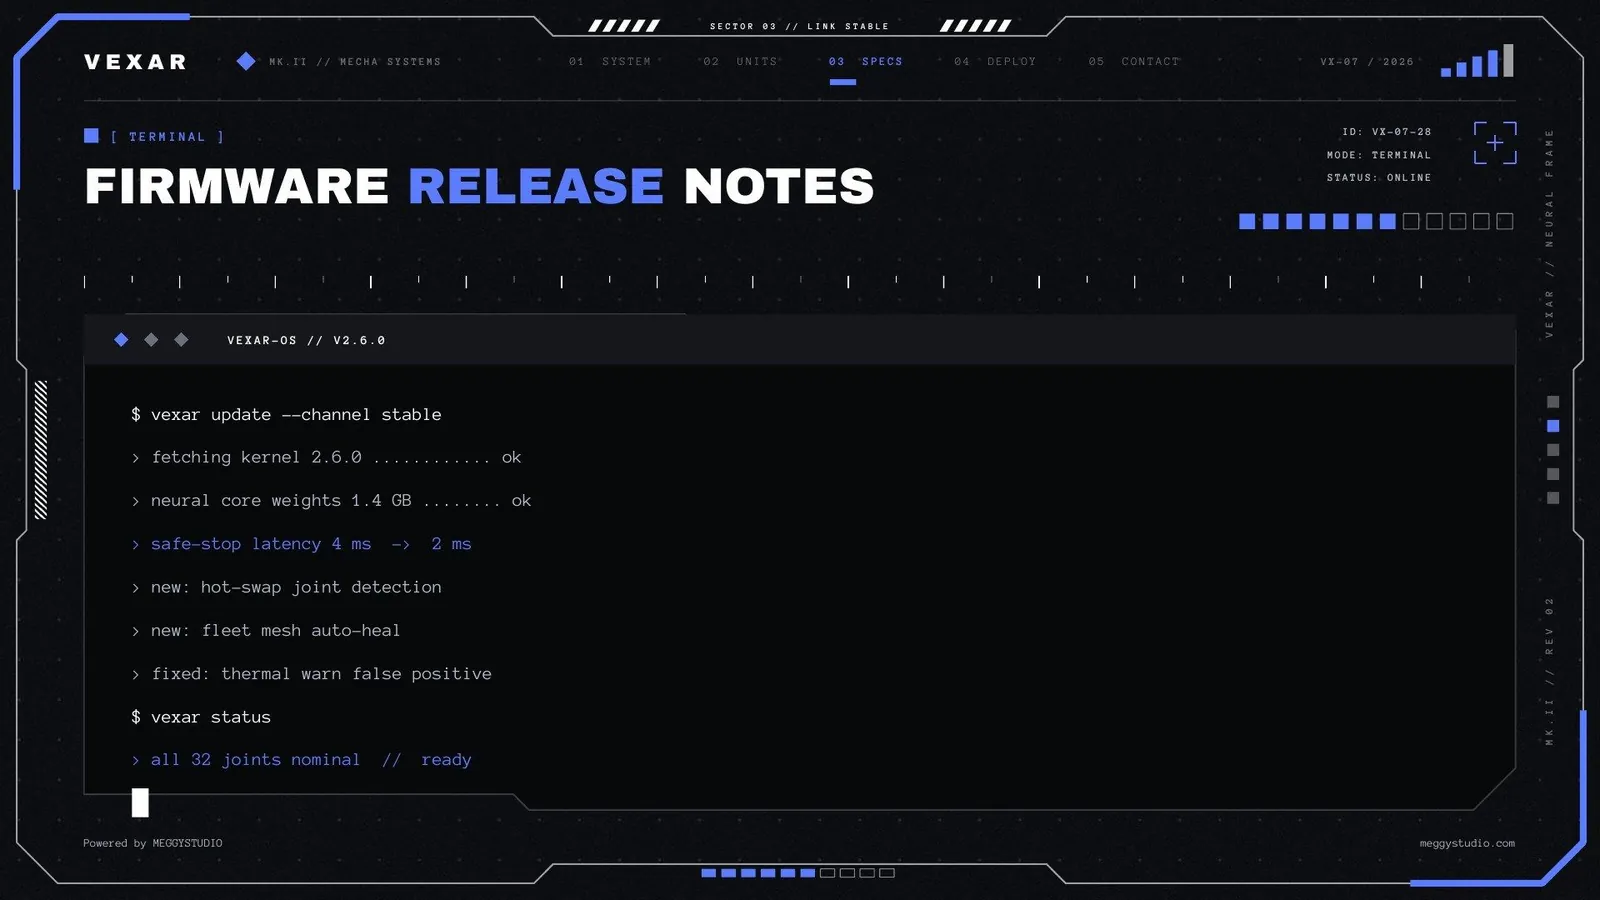 SECTOR 03 // LINK STABLE
VEXAR
MK.II // MECHA SYSTEMS
01 SYSTEM
02 UNITS
03 SPECS
04 DEPLOY
05 CONTACT
VX-07 / 2026
[ TERMINAL ]
FIRMWARE RELEASE NOTES
ID: VX-07-28
MODE: TERMINAL
STATUS: ONLINE
VEXAR // NEURAL FRAME
VEXAR-OS // V2.6.0
$ vexar update --channel stable
> fetching kernel 2.6.0 ............ ok
> neural core weights 1.4 GB ........ ok
> safe-stop latency 4 ms -> 2 ms
> new: hot-swap joint detection
> new: fleet mesh auto-heal
> fixed: thermal warn false positive
$ vexar status
> all 32 joints nominal // ready
MK.II // REV 02
Powered by MEGGYSTUDIO
meggystudio.com